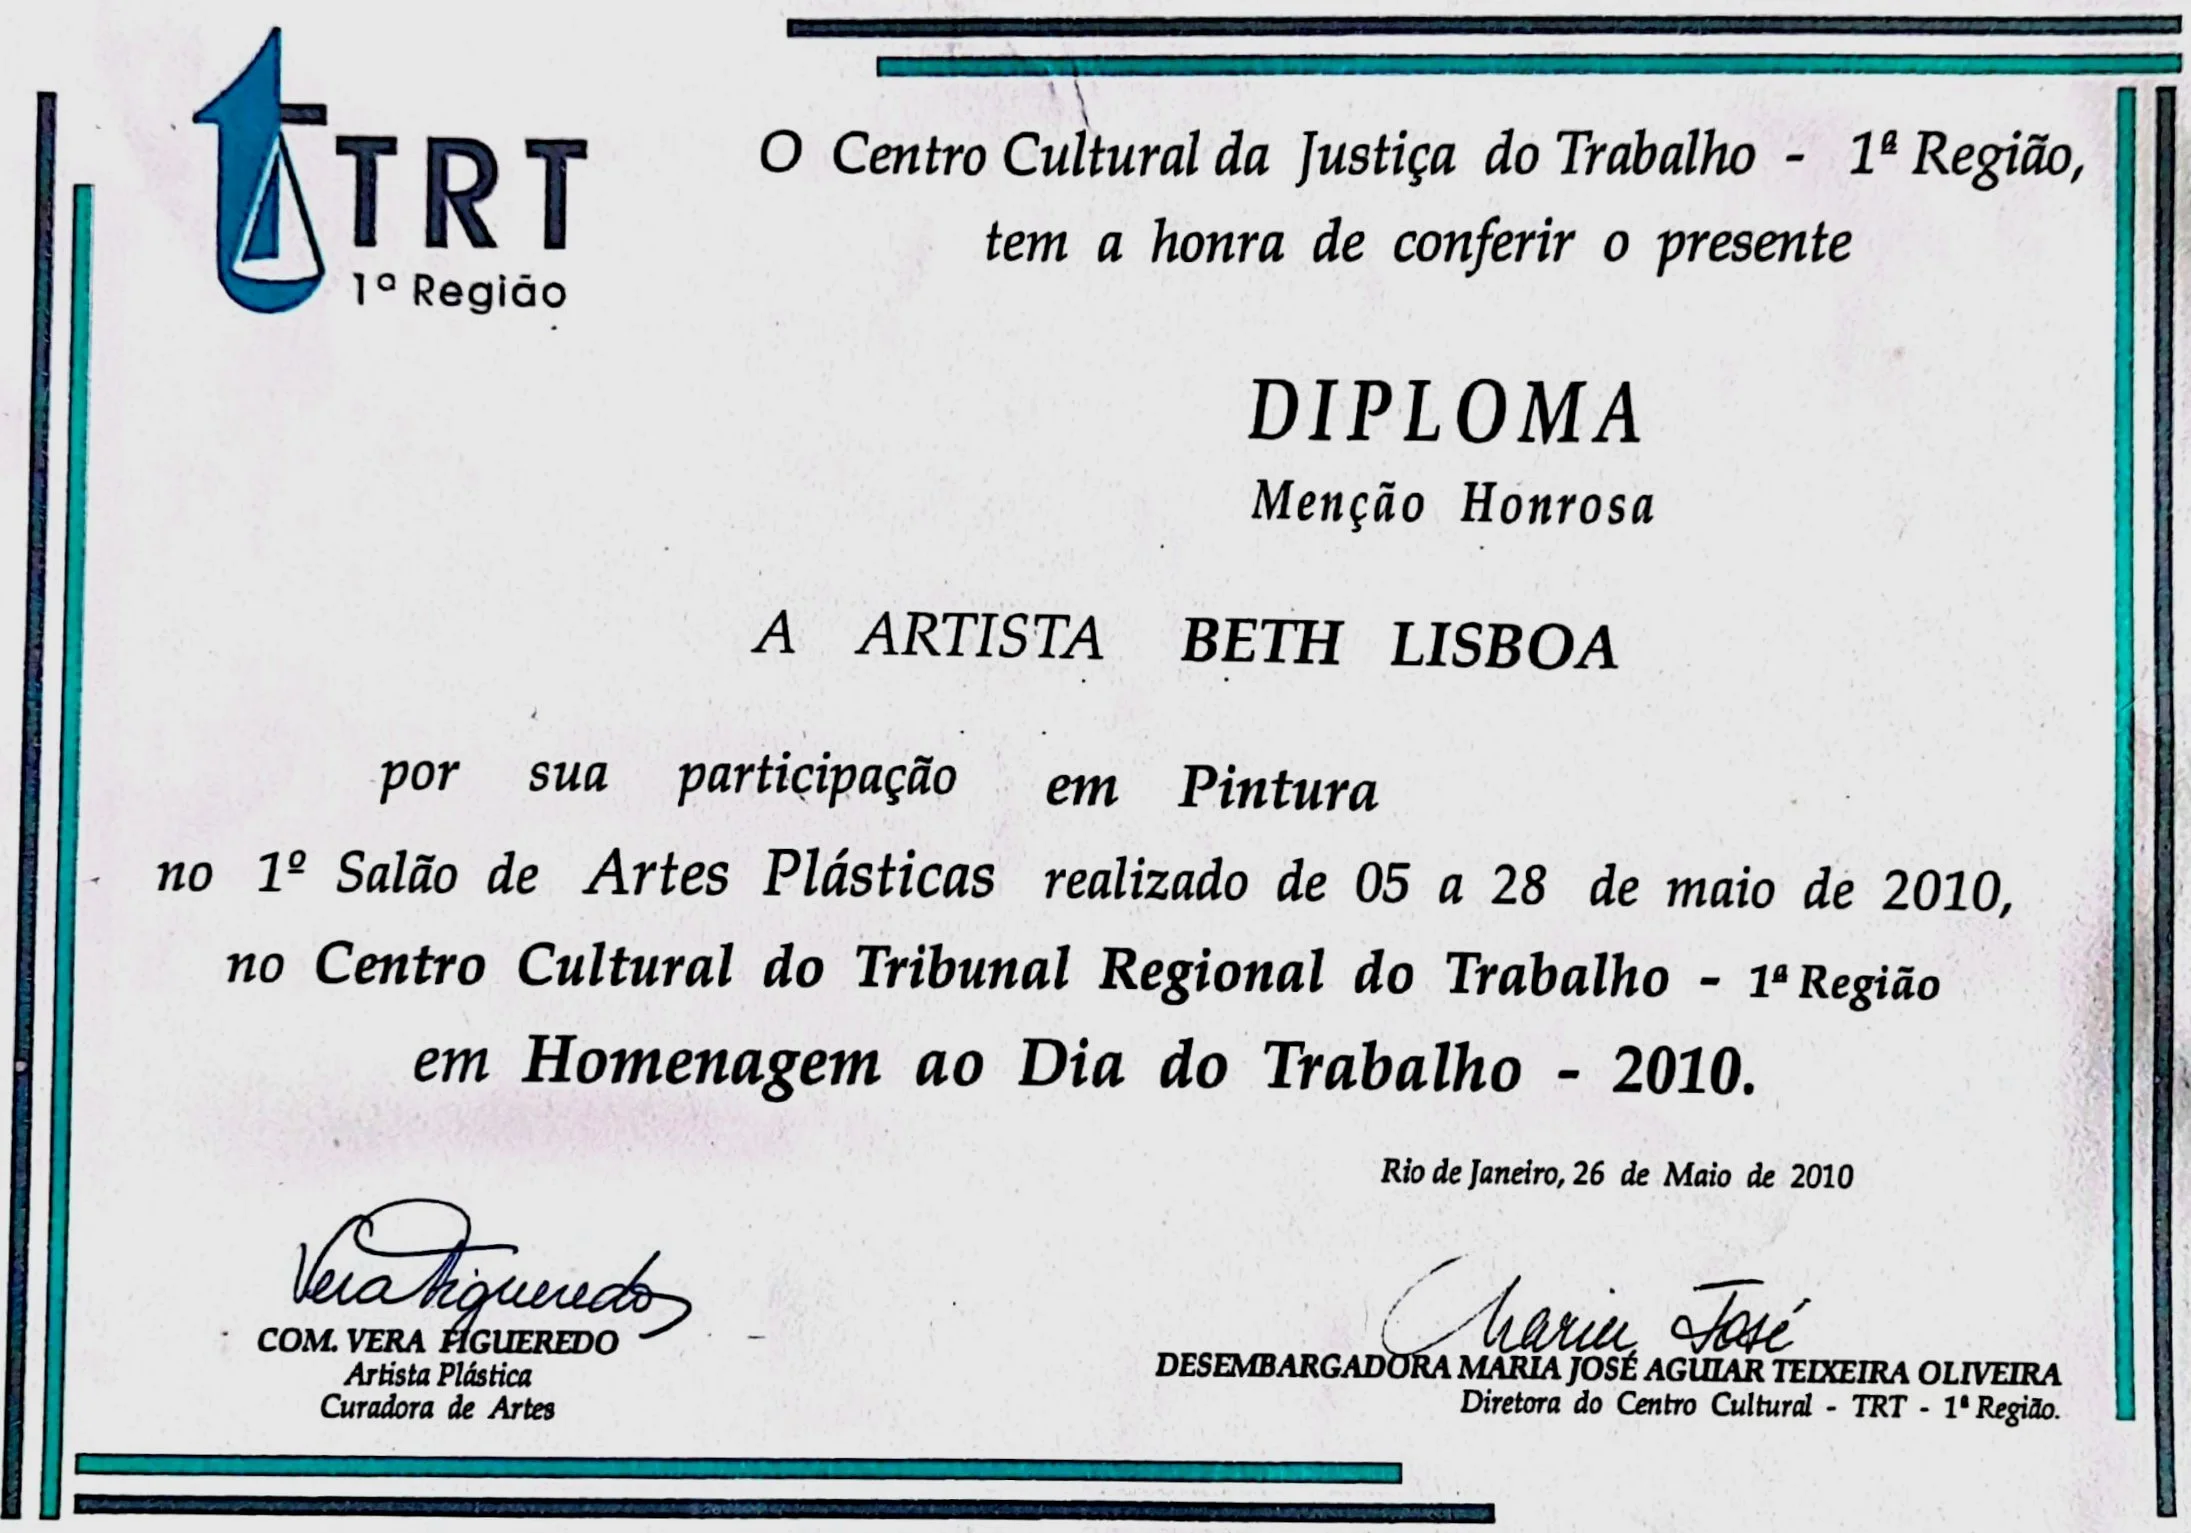 TRT
1ª Região
O Centro Cultural da Justiça do Trabalho - 1ª Região,
tem a honra de conferir o presente
DIPLOMA
Menção Honrosa
A ARTISTA BETH LISBOA
por sua participação em Pintura
no 1º Salão de Artes Plásticas realizado de 05 a 28 de maio de 2010,
no Centro Cultural do Tribunal Regional do Trabalho - 1ª Região
em Homenagem ao Dia do Trabalho - 2010.
Rio de Janeiro, 26 de Maio de 2010
Vera Figueredo
COM. VERA FIGUEREDO
Artista Plástica
Curadora de Artes
Maria José
DESEMBARGADORA MARIA JOSÉ AGUIAR TEIXEIRA OLIVEIRA
Diretora do Centro Cultural - TRT - 1ª Região.